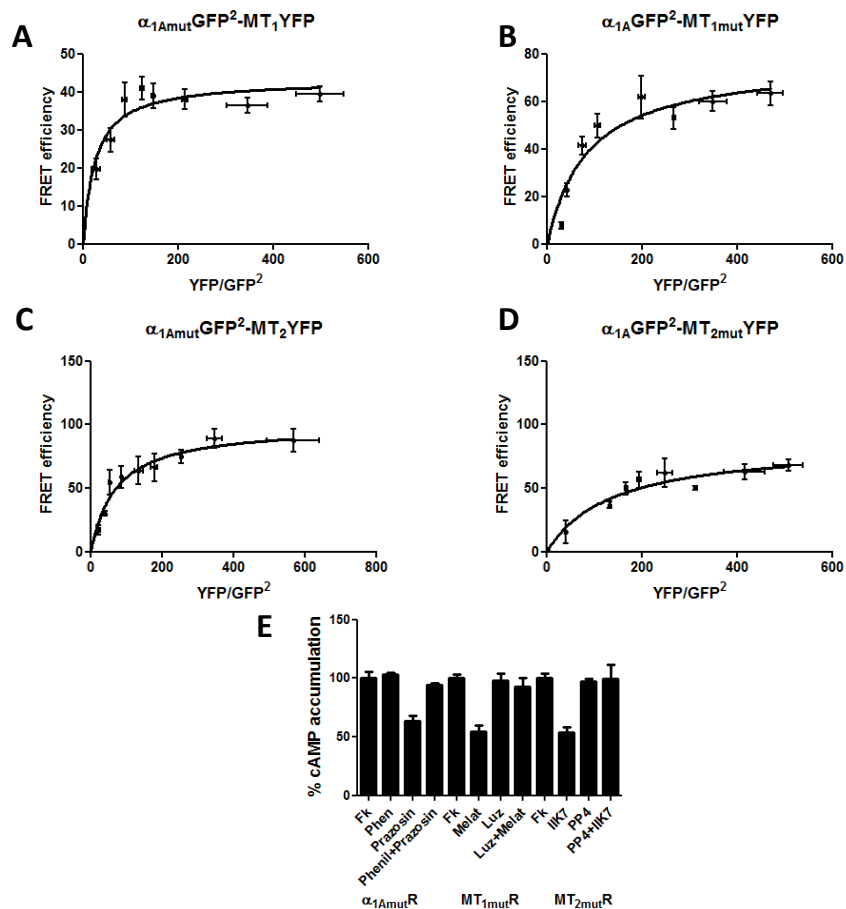 A
α1AmutGFP2-MT1YFP
FRET efficiency
50
40
30
20
10
0
0 200 400 600
YFP/GFP2
B
α1AGFP2-MT1mutYFP
FRET efficiency
80
60
40
20
0
0 200 400 600
YFP/GFP2
C
α1AmutGFP2-MT2YFP
FRET efficiency
150
100
50
0
0 200 400 600 800
YFP/GFP2
D
α1AGFP2-MT2mutYFP
FRET efficiency
150
100
50
0
0 200 400 600
YFP/GFP2
E
% cAMP accumulation
150
100
50
0
Fk
Phen
Prazosin
Phenil+Prazosin
Fk
Melat
Luz
Luz+Melat
Fk
IIK7
PP4
PP4+IIK7
α1AmutR MT1mutR MT2mutR